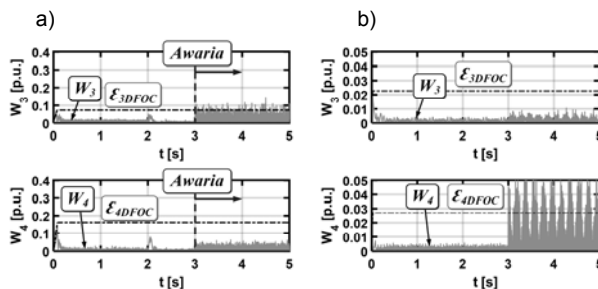 a) b)
W3 [p.u.] 0.4 0.3 0.2 0.1 0 W3 ε3DFOC Awaria
0 1 2 3 4 5
t [s]
W3 [p.u.] 0.05 0.04 0.03 0.02 0.01 0 W3 ε3DFOC
0 1 2 3 4 5
t [s]
W4 [p.u.] 0.4 0.3 0.2 0.1 0 W4 ε4DFOC Awaria
0 1 2 3 4 5
t [s]
W4 [p.u.] 0.05 0.04 0.03 0.02 0.01 0 W4 ε4DFOC
0 1 2 3 4 5
t [s]